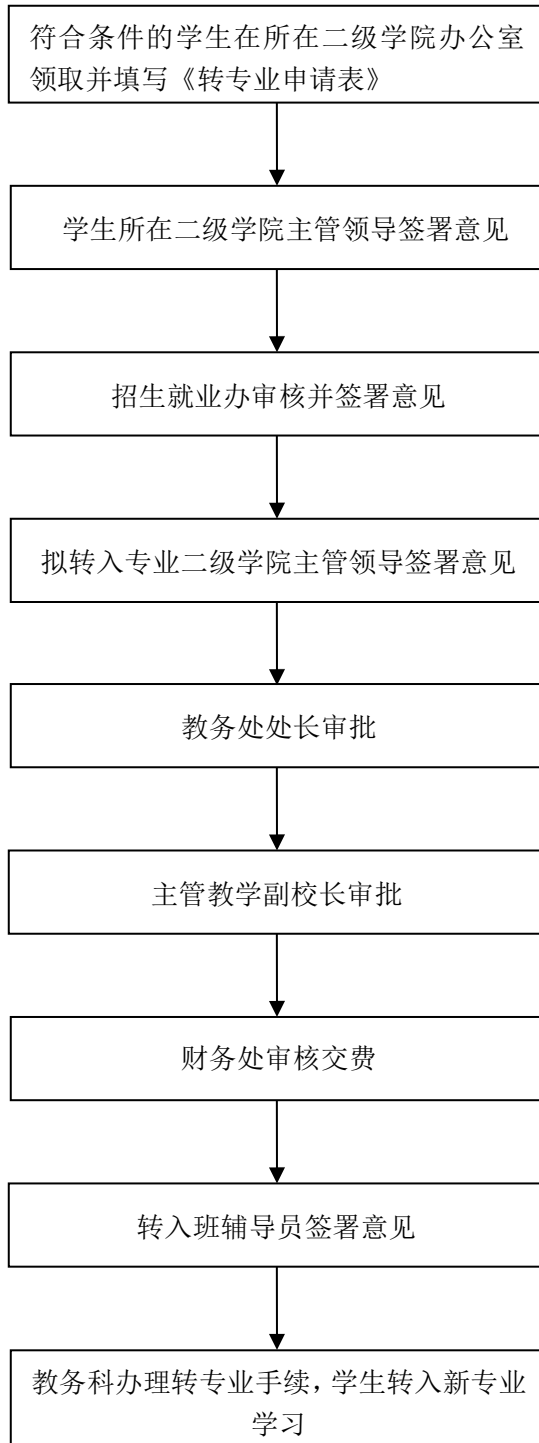 符合条件的学生在所在二级学院办公室
领取并填写《转专业申请表》
学生所在二级学院主管领导签署意见
招生就业办审核并签署意见
拟转入专业二级学院主管领导签署意见
教务处处长审批
主管教学副校长审批
财务处审核交费
转入班辅导员签署意见
教务科办理转专业手续，学生转入新专业
学习